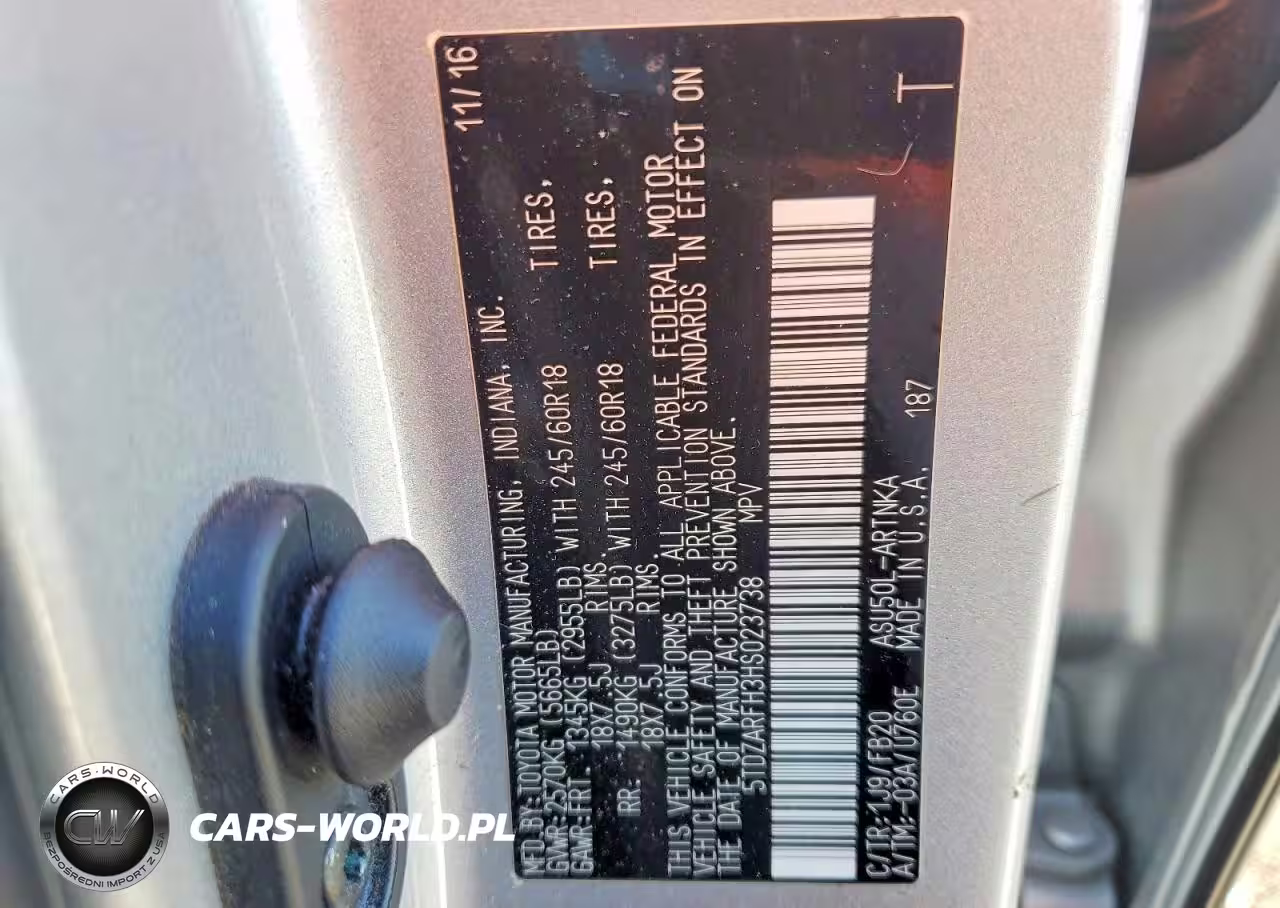 MFD.BY:TOYOTA MOTOR MANUFACTURING, INDIANA, INC. 11/16
GVWR:2570KG(5665LB)
GAWR:FRT. 1345KG (2955LB) WITH 245/60R18 TIRES,
18X7.5J RIMS.
RR. 1490KG (3275LB) WITH 245/60R18 TIRES,
18X7.5J RIMS.
THIS VEHICLE CONFORMS TO ALL APPLICABLE FEDERAL MOTOR
VEHICLE SAFETY AND THEFT PREVENTION STANDARDS IN EFFECT ON
THE DATE OF MANUFACTURE SHOWN ABOVE.
5TDZARFH3HS023738 MPV
C/TR:1J9/FB20 ASU50L-ARTNKA 187
A/TM:-03A/U760E MADE IN U.S.A.
T
CARS-WORLD
CW
BEZPOŚREDNI IMPORT Z USA
CARS-WORLD.PL